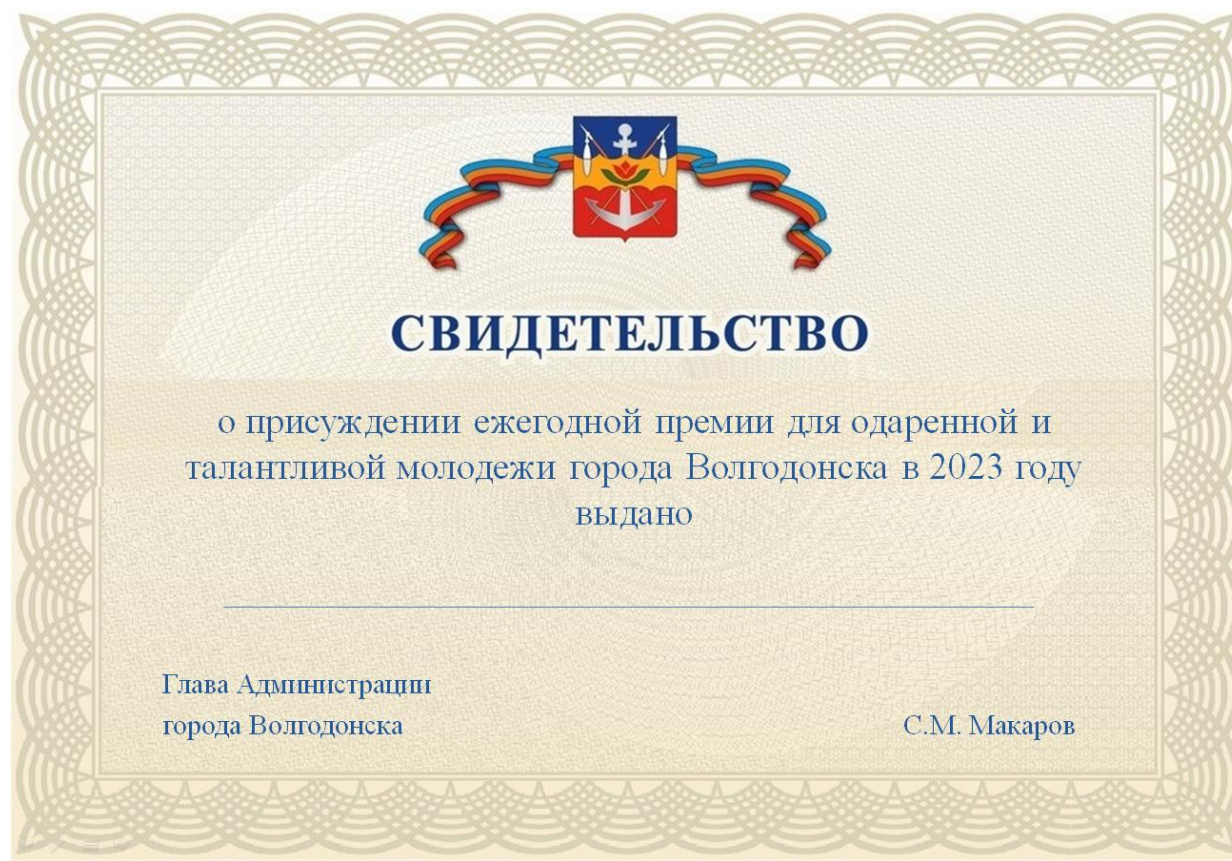 СВИДЕТЕЛЬСТВО
о присуждении ежегодной премии для одаренной и
талантливой молодежи города Волгодонска в 2023 году
выдано
Глава Администрации
города Волгодонска С.М. Макаров